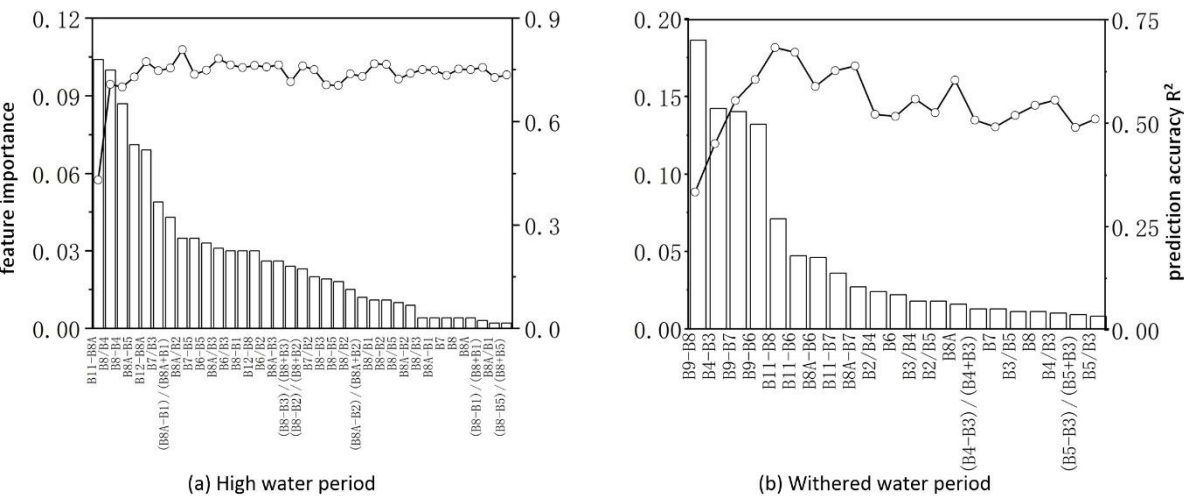 0.12
0.09
0.06
0.03
0.00
feature importance
0.9
0.6
0.3
0.0
B11-B8A
B8/B4
B8-B4
B8A-B5
B12-B8A
B7/B3
(B8A-B1)/(B8A+B1)
B8A/B2
B7-B5
B6-B5
B8A/B3
B6/B3
B8-B1
B12-B8
B6/B2
B8A-B3
(B8-B3)/(B8+B3)
(B8-B2)/(B8+B2)
B7/B2
B8-B3
B8-B5
B8/B2
(B8A-B2)/(B8A+B2)
B8/B1
B8-B2
B8/B5
B8A-B2
B8/B3
B8A-B1
B7
B8
B8A
(B8-B1)/(B8+B1)
B8A/B1
(B8-B5)/(B8+B5)
(a) High water period
0.20
0.15
0.10
0.05
0.00
0.75
0.50
0.25
0.00
prediction accuracy R²
B9-B8
B4-B3
B9-B7
B9-B6
B11-B8
B11-B6
B8A-B6
B11-B7
B8A-B7
B2/B4
B6
B3/B4
B2/B5
B8A
(B4-B3)/(B4+B3)
B7
B3/B5
B8
B4/B3
(B5-B3)/(B5+B3)
B5/B3
(b) Withered water period